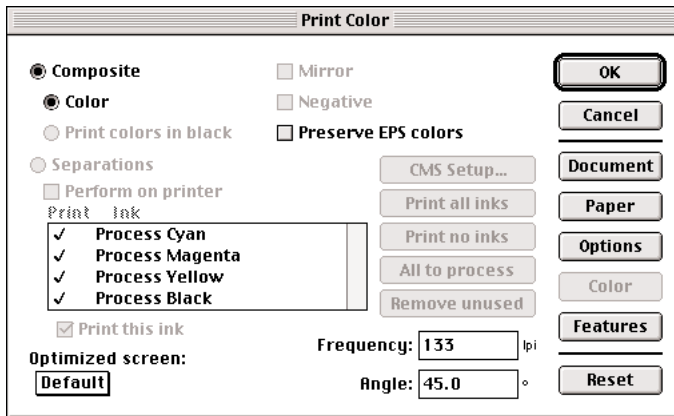 Print Color
Composite
Color
Print colors in black
Separations
Perform on printer
Print Ink
Process Cyan
Process Magenta
Process Yellow
Process Black
Print this ink
Optimized screen:
Default
Mirror
Negative
Preserve EPS colors
CMS Setup...
Print all inks
Print no inks
All to process
Remove unused
Frequency: 133 lpi
Angle: 45.0 °
OK
Cancel
Document
Paper
Options
Color
Features
Reset